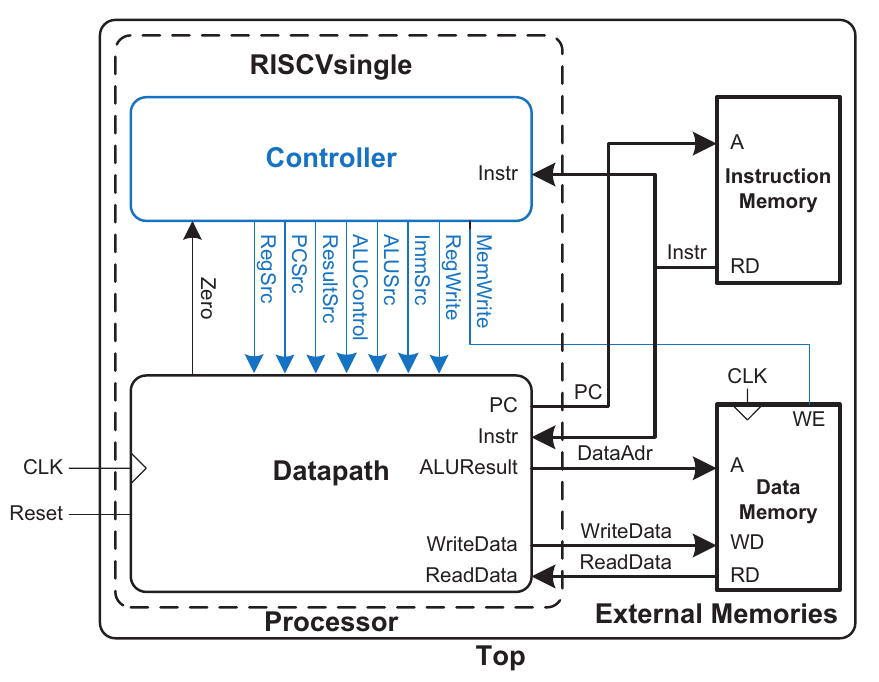 RISCVsingle
Controller
Instr
A
Instruction
Memory
Instr
RD
Zero
RegSrc
PCSrc
ResultSrc
ALUControl
ALUSrc
ImmSrc
RegWrite
MemWrite
CLK
WE
PC
PC
Instr
CLK
Datapath
ALUResult
DataAdr
A
Data
Memory
Reset
WriteData
WriteData
WD
ReadData
ReadData
RD
Processor
External Memories
Top